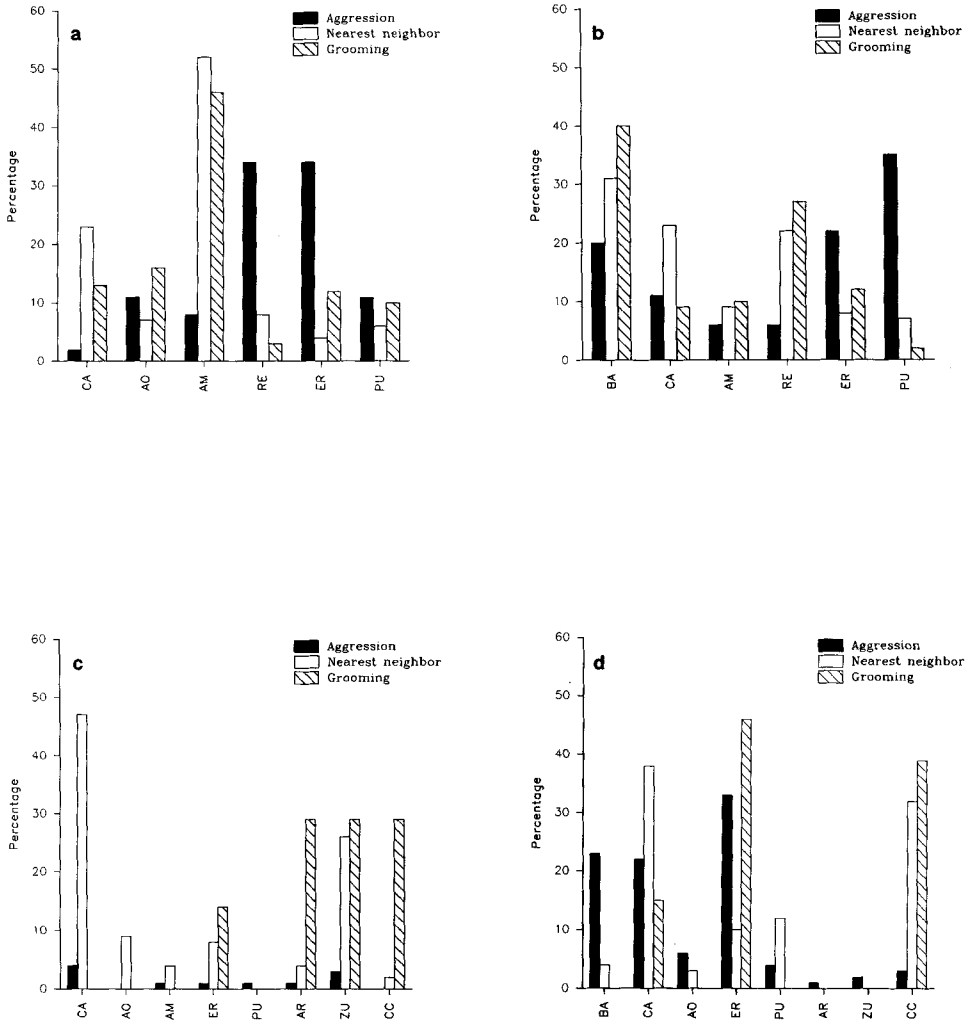 a
Aggression
Nearest neighbor
Grooming
60
50
40
30
20
10
0
Percentage
CA
AO
AM
RE
ER
PU
b
Aggression
Nearest neighbor
Grooming
60
50
40
30
20
10
0
Percentage
BA
CA
AM
RE
ER
PU
c
Aggression
Nearest neighbor
Grooming
60
50
40
30
20
10
0
Percentage
CA
AO
AM
ER
PU
AR
ZU
CC
d
Aggression
Nearest neighbor
Grooming
60
50
40
30
20
10
0
Percentage
BA
CA
AO
ER
PU
AR
ZU
CC